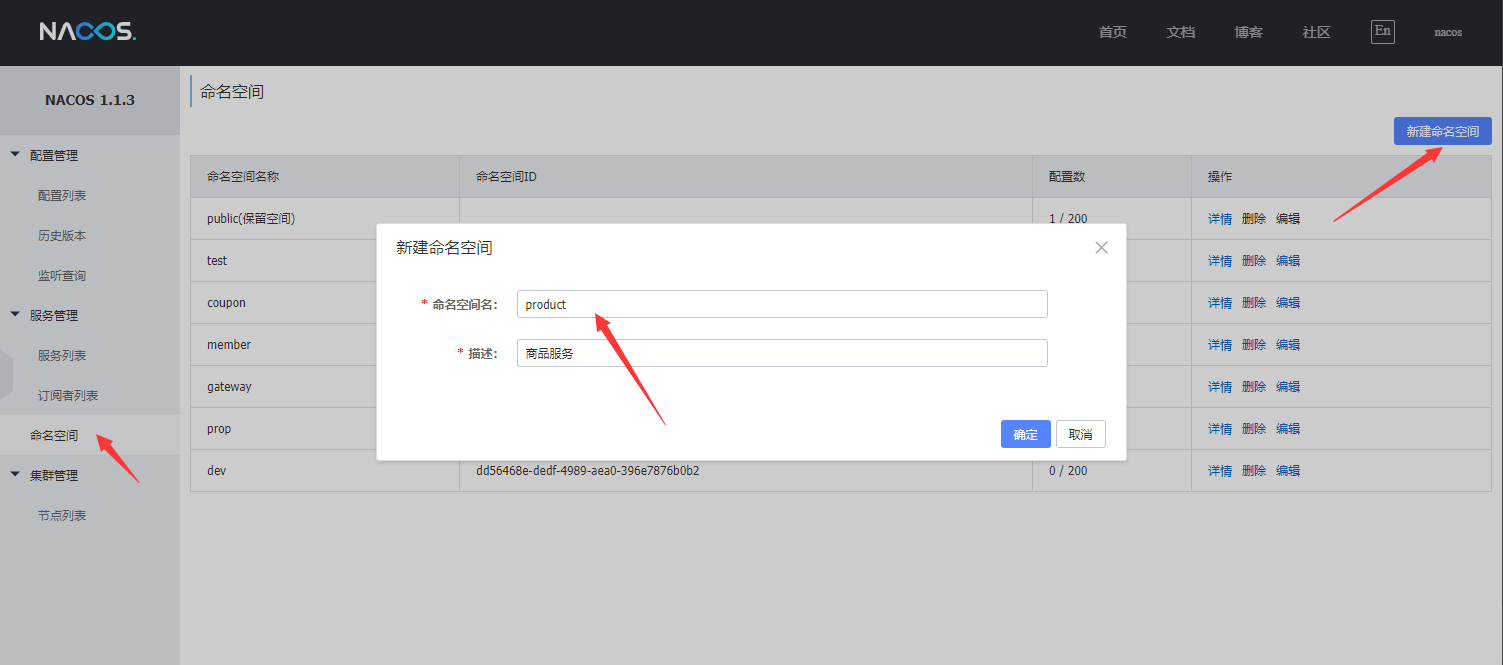 NACOS.
首页 文档 博客 社区 En nacos
NACOS 1.1.3
配置管理
配置列表
历史版本
监听查询
服务管理
服务列表
订阅者列表
命名空间
集群管理
节点列表
命名空间
新建命名空间
命名空间名称 命名空间ID 配置数 操作
public(保留空间) 1 / 200 详情 删除 编辑
test 详情 删除 编辑
coupon 详情 删除 编辑
member 详情 删除 编辑
gateway 详情 删除 编辑
prop 详情 删除 编辑
dev dd56468e-dedf-4989-aea0-396e7876b0b2 0 / 200 详情 删除 编辑
新建命名空间
* 命名空间名: product
* 描述: 商品服务
确定 取消